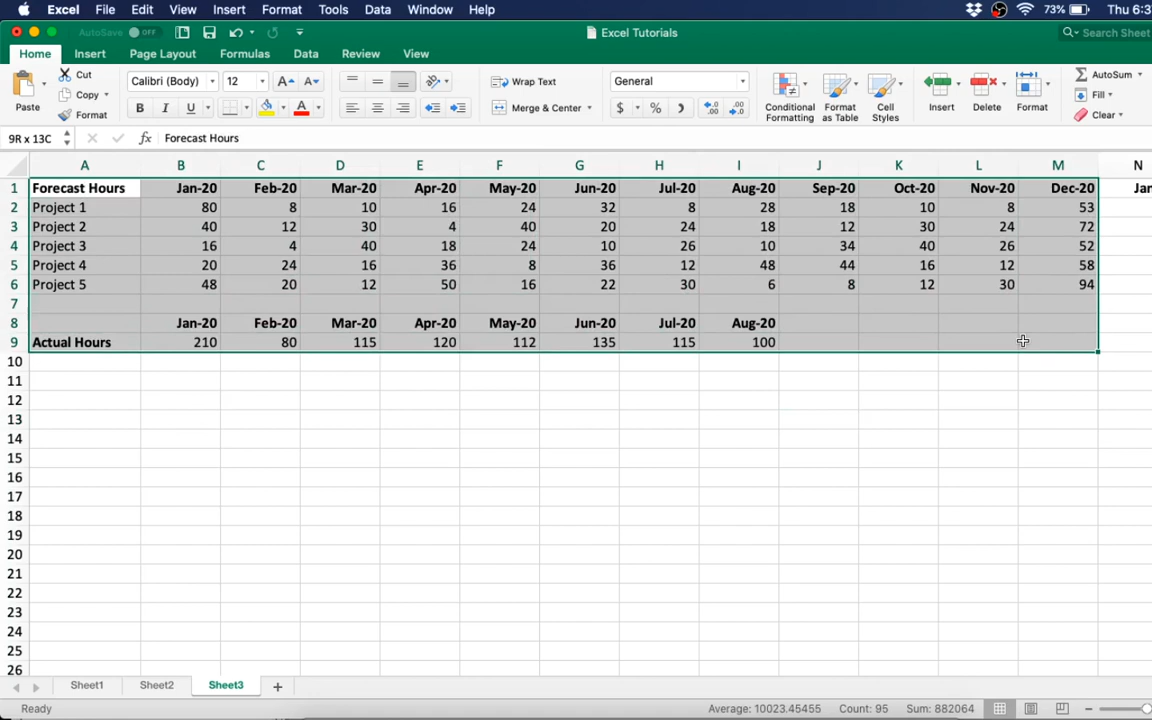 Excel File Edit View Insert Format Tools Data Window Help 73% Thu 6:3
AutoSave OFF Excel Tutorials Search Sheet
Home Insert Page Layout Formulas Data Review View
Paste Cut Copy Format Calibri (Body) 12 A A B I U A Wrap Text Merge & Center General $ % Conditional Formatting Format as Table Cell Styles Insert Delete Format AutoSum Fill Clear
9R x 13C fx Forecast Hours
A B C D E F G H I J K L M N
1 Forecast Hours Jan-20 Feb-20 Mar-20 Apr-20 May-20 Jun-20 Jul-20 Aug-20 Sep-20 Oct-20 Nov-20 Dec-20 Jan
2 Project 1 80 8 10 16 24 32 8 28 18 10 8 53
3 Project 2 40 12 30 4 40 20 24 18 12 30 24 72
4 Project 3 16 4 40 18 24 10 26 10 34 40 26 52
5 Project 4 20 24 16 36 8 36 12 48 44 16 12 58
6 Project 5 48 20 12 50 16 22 30 6 8 12 30 94
7
8 Jan-20 Feb-20 Mar-20 Apr-20 May-20 Jun-20 Jul-20 Aug-20
9 Actual Hours 210 80 115 120 112 135 115 100
10
11
12
13
14
15
16
17
18
19
20
21
22
23
24
25
26
Sheet1 Sheet2 Sheet3 +
Ready Average: 10023.45455 Count: 95 Sum: 882064